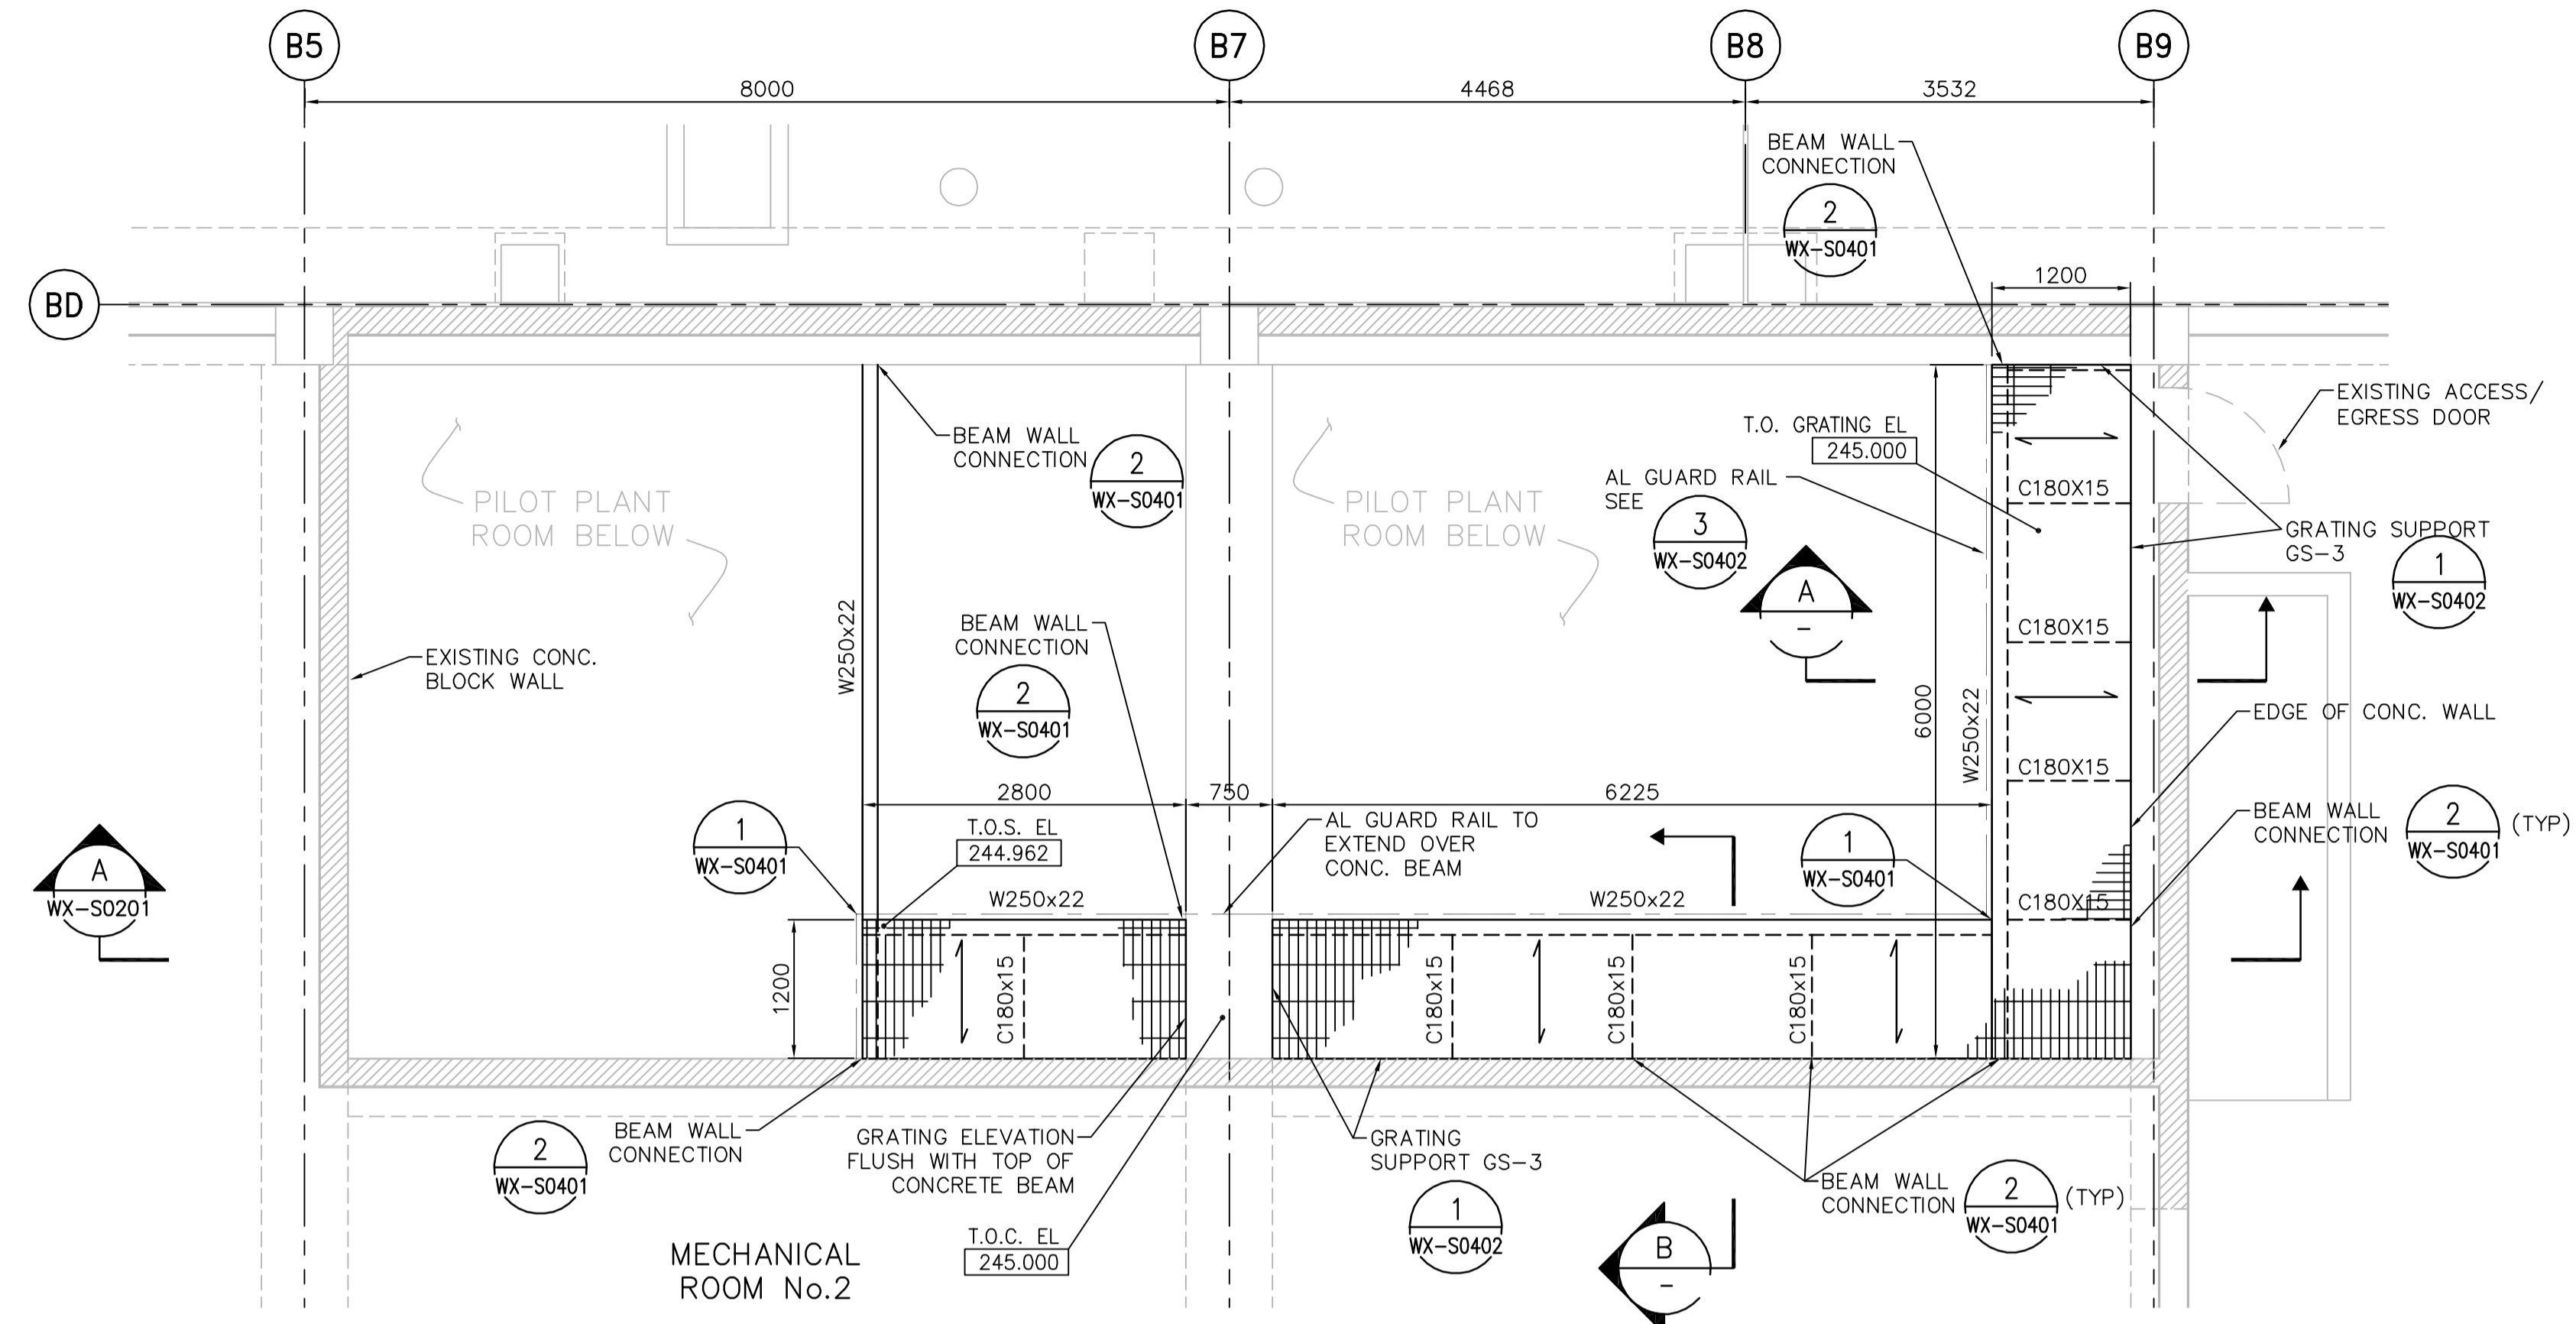 B5
B7
B8
B9
8000
4468
3532
BEAM WALL
CONNECTION
2
WX-S0401
1200
BD
EXISTING ACCESS/
EGRESS DOOR
T.O. GRATING EL
245.000
BEAM WALL
CONNECTION
2
WX-S0401
AL GUARD RAIL
SEE
3
WX-S0402
C180X15
PILOT PLANT
ROOM BELOW
PILOT PLANT
ROOM BELOW
GRATING SUPPORT
GS-3
1
WX-S0402
A
-
W250x22
BEAM WALL
CONNECTION
2
WX-S0401
C180X15
EXISTING CONC.
BLOCK WALL
6000
W250x22
EDGE OF CONC. WALL
C180X15
2800
750
6225
1
WX-S0401
T.O.S. EL
244.962
AL GUARD RAIL TO
EXTEND OVER
CONC. BEAM
1
WX-S0401
BEAM WALL
CONNECTION
2
WX-S0401
(TYP)
A
WX-S0201
W250x22
W250x22
C180X15
1200
C180x15
C180x15
C180x15
C180x15
2
WX-S0401
BEAM WALL
CONNECTION
GRATING ELEVATION
FLUSH WITH TOP OF
CONCRETE BEAM
GRATING
SUPPORT GS-3
1
WX-S0402
BEAM WALL
CONNECTION
2
WX-S0401
(TYP)
T.O.C. EL
245.000
MECHANICAL
ROOM No.2
B
-